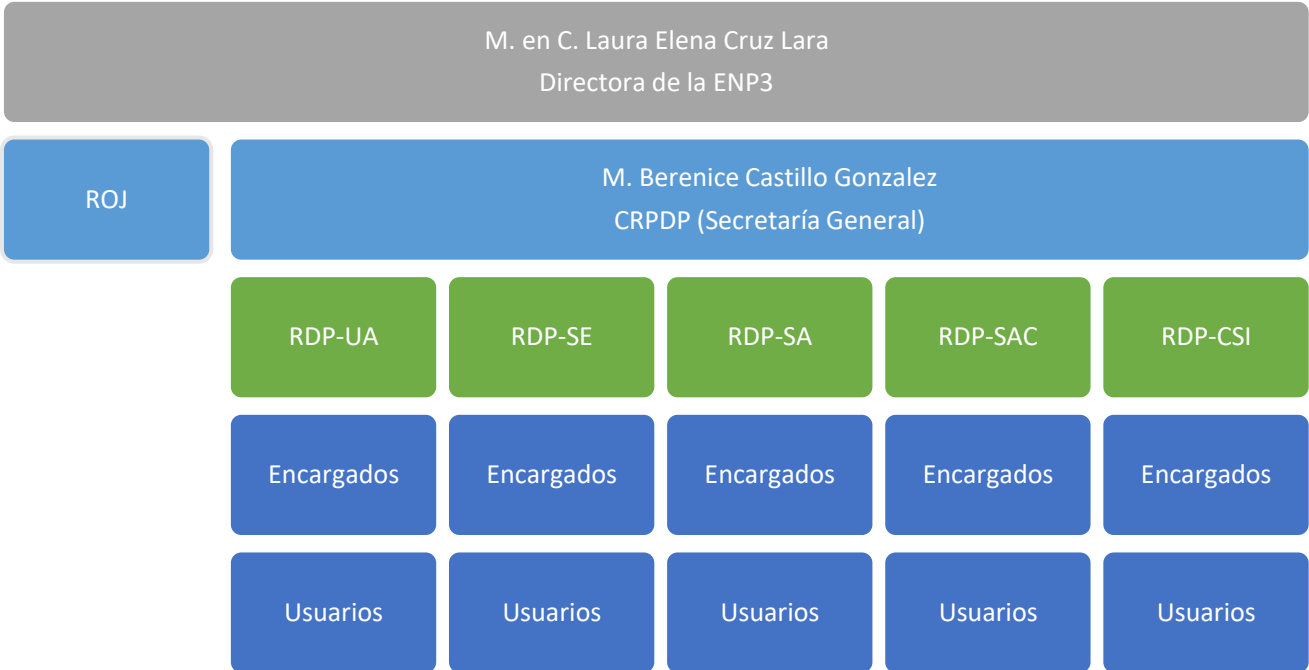 M. en C. Laura Elena Cruz Lara
Directora de la ENP3
ROJ
M. Berenice Castillo Gonzalez
CRPDP (Secretaría General)
RDP-UA
RDP-SE
RDP-SA
RDP-SAC
RDP-CSI
Encargados
Encargados
Encargados
Encargados
Encargados
Usuarios
Usuarios
Usuarios
Usuarios
Usuarios